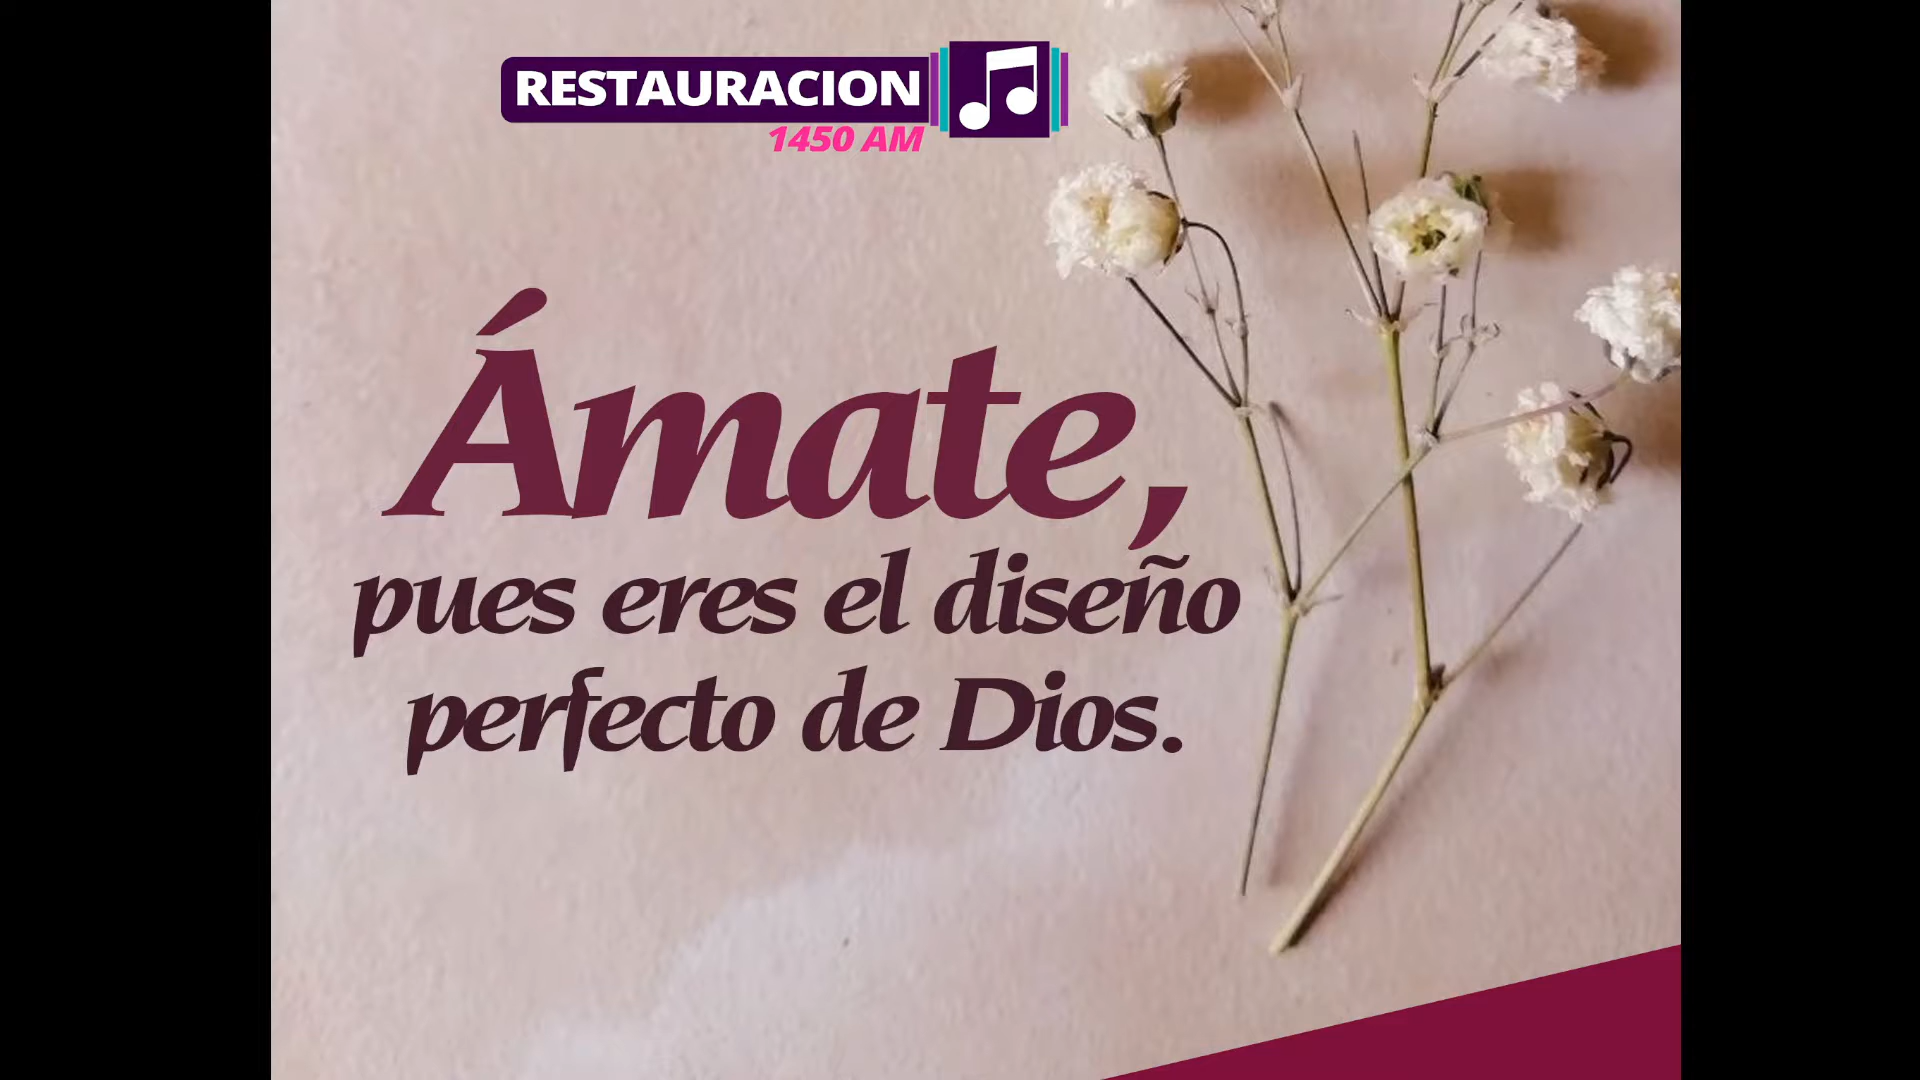 RESTAURACION
1450 AM
Ámate,
pues eres el diseño
perfecto de Dios.